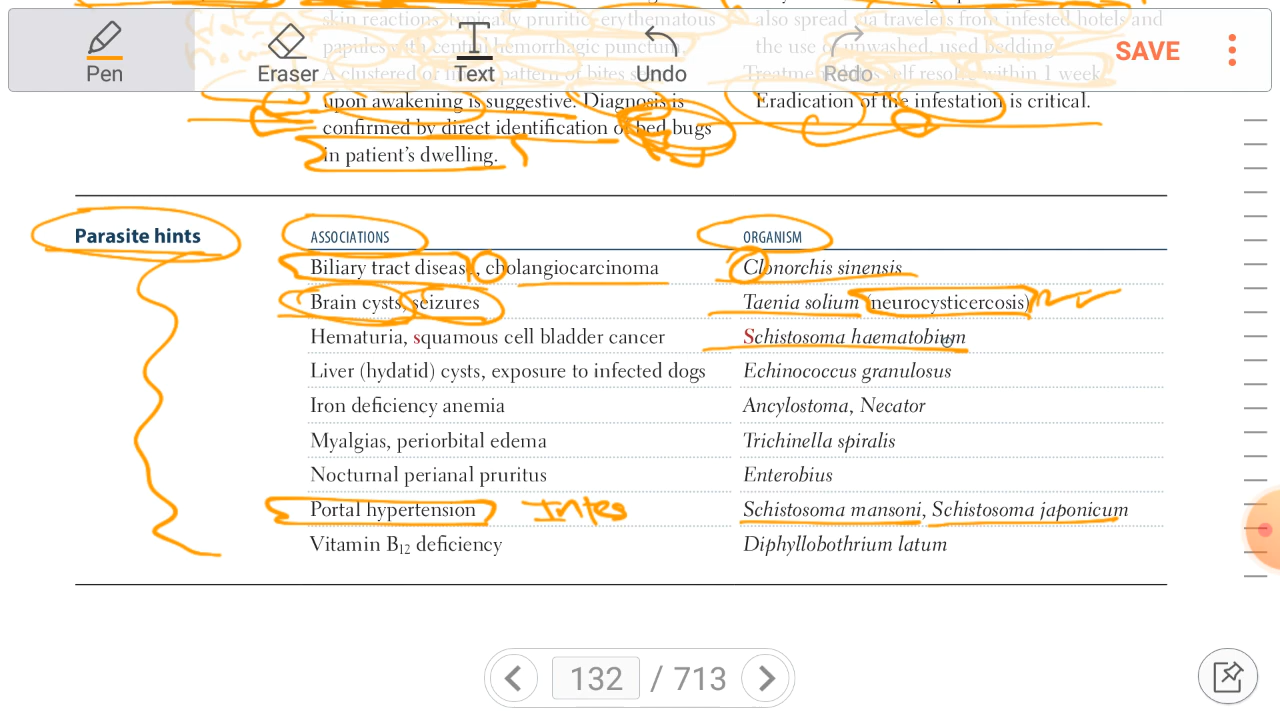 skin reactions, typically pruritic, erythematous
papules with central hemorrhagic punctum.
A clustered or pattern of bites
upon awakening is suggestive. Diagnosis is
confirmed by direct identification of bed bugs
in patient's dwelling.
also spread via travelers from infested hotels and
the use of unwashed, used bedding.
Treatment: self resolve within 1 week.
Eradication of the infestation is critical.
Pen
Eraser
Text
Undo
Redo
SAVE
Parasite hints
ASSOCIATIONS ORGANISM
Biliary tract disease, cholangiocarcinoma Clonorchis sinensis
Brain cysts, seizures Taenia solium (neurocysticercosis)
Hematuria, squamous cell bladder cancer Schistosoma haematobium
Liver (hydatid) cysts, exposure to infected dogs Echinococcus granulosus
Iron deficiency anemia Ancylostoma, Necator
Myalgias, periorbital edema Trichinella spiralis
Nocturnal perianal pruritus Enterobius
Portal hypertension Intes Schistosoma mansoni, Schistosoma japonicum
Vitamin B12 deficiency Diphyllobothrium latum
132 / 713